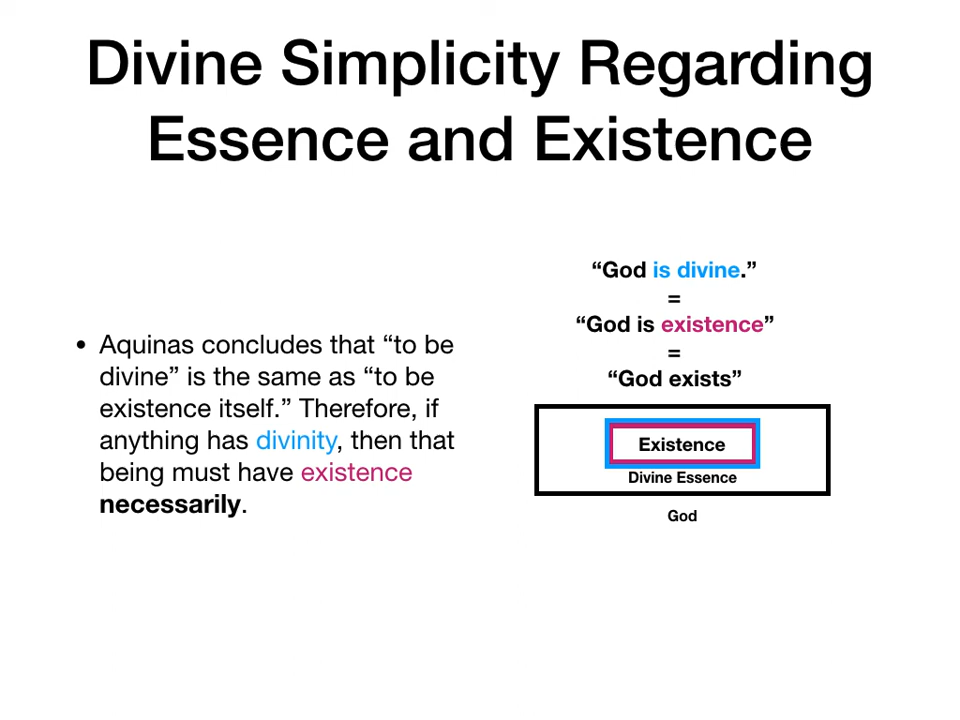 Divine Simplicity Regarding
Essence and Existence
• Aquinas concludes that “to be
divine” is the same as “to be
existence itself.” Therefore, if
anything has divinity, then that
being must have existence
necessarily.
“God is divine.”
=
“God is existence”
=
“God exists”
Existence
Divine Essence
God